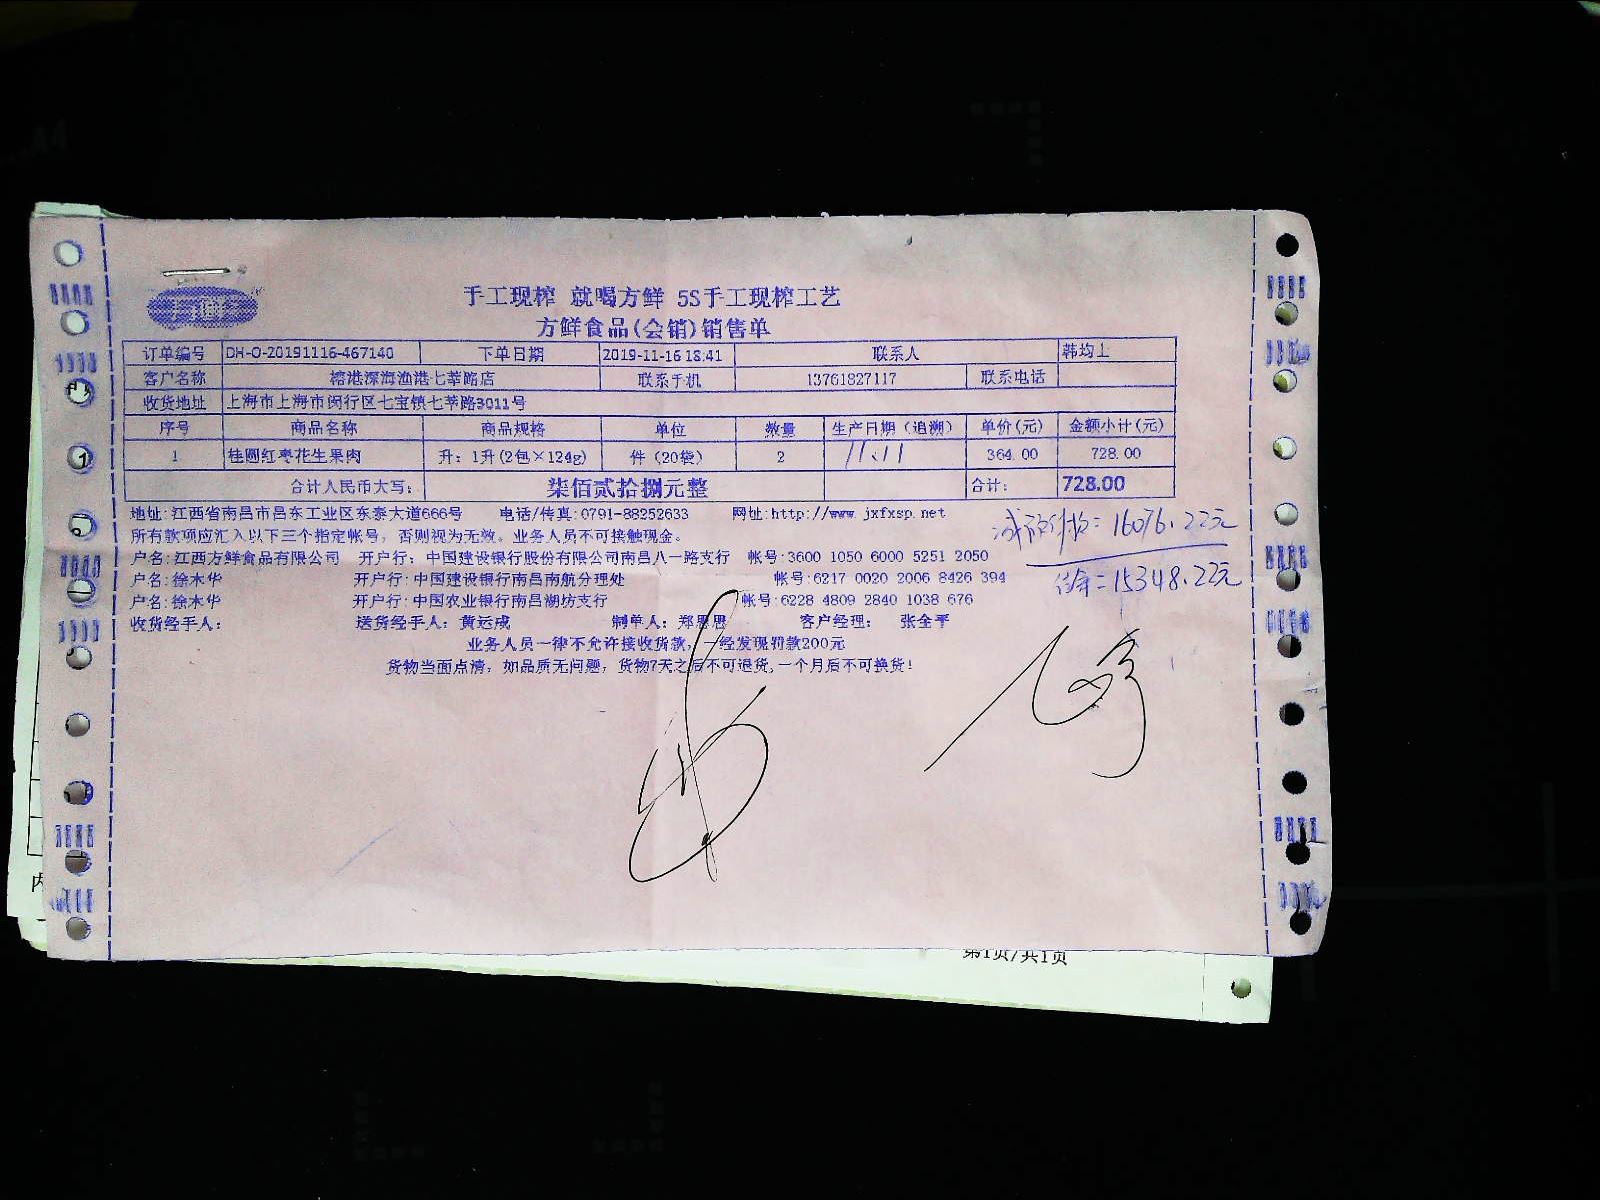 手工现榨 就喝方鲜 5S手工现榨工艺
方鲜食品(会销)销售单
订单编号 DH-O-20191116-467140 下单日期 2019-11-16 18:41 联系人 韩均上
客户名称 榕港深海渔港七莘路店 联系手机 13761827117 联系电话
收货地址 上海市上海市闵行区七宝镇七莘路3011号
序号 商品名称 商品规格 单位 数量 生产日期（追溯） 单价(元) 金额小计(元)
1 桂圆红枣花生果肉 升：1升(2包×124g) 件（20袋） 2 11.11 364.00 728.00
合计人民币大写： 柒佰贰拾捌元整 合计： 728.00
地址:江西省南昌市昌东工业区东泰大道666号 电话/传真:0791-88252633 网址:http://www.jxfxsp.net
所有款项应汇入以下三个指定帐号，否则视为无效。业务人员不可接触现金。
16076.22元
户名:江西方鲜食品有限公司 开户行：中国建设银行股份有限公司南昌八一路支行 帐号:3600 1050 6000 5251 2050
户名:徐木华 开户行:中国建设银行南昌南航分理处 帐号:6217 0020 2006 8426 394
=15348.22元
户名:徐木华 开户行:中国农业银行南昌湖坊支行 帐号:6228 4809 2840 1038 676
收货经手人： 送货经手人：黄运成 制单人：郑思思 客户经理： 张全平
业务人员一律不允许接收货款，一经发现罚款200元
货物当面点清，如品质无问题，货物7天之后不可退货,一个月后不可换货！
第1页/共1页